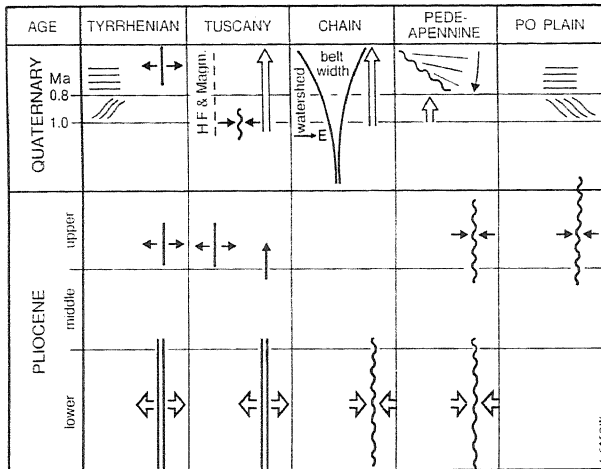 AGE
TYRRHENIAN
TUSCANY
CHAIN
PEDE-
APENNINE
PO PLAIN
QUATERNARY
Ma
0.8
1.0
HF & Magm.
watershed
belt
width
E
PLIOCENE
upper
middle
lower